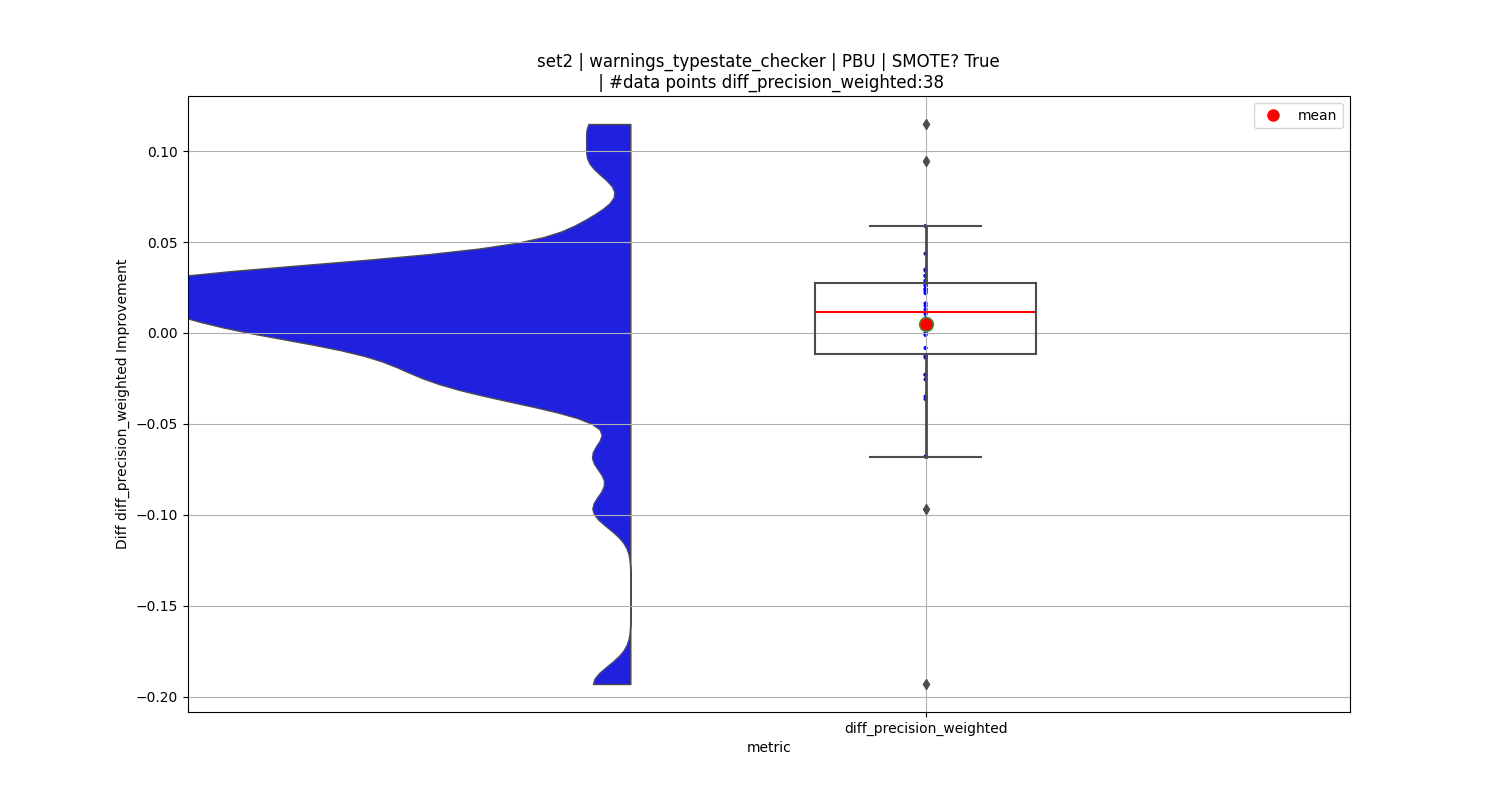 set2 | warnings_typestate_checker | PBU | SMOTE? True
| #data points diff_precision_weighted:38
mean
0.10
0.05
0.00
−0.05
−0.10
−0.15
−0.20
Diff diff_precision_weighted Improvement
diff_precision_weighted
metric